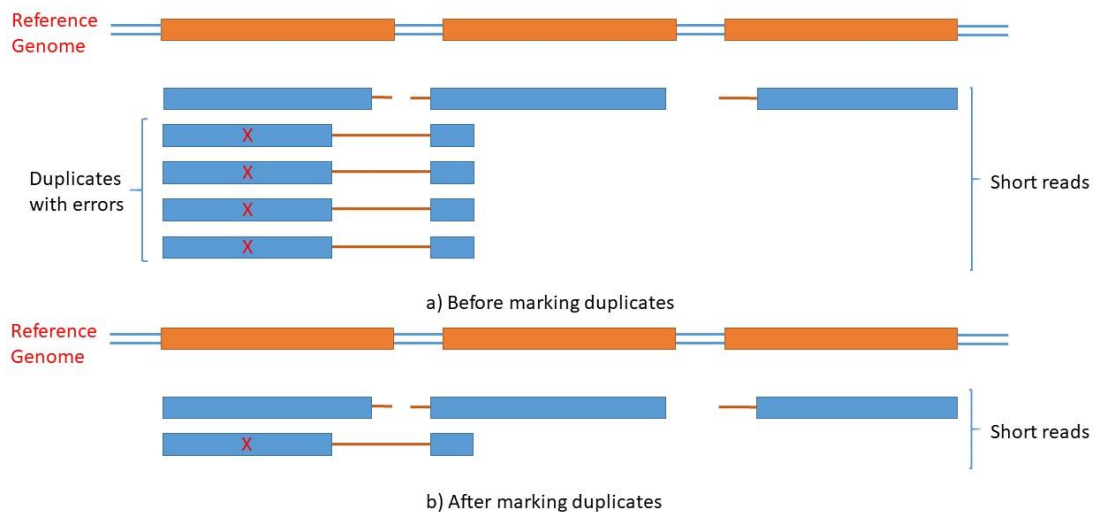 Reference
Genome
Duplicates
with errors
X
X
X
X
Short reads
a) Before marking duplicates
Reference
Genome
X
Short reads
b) After marking duplicates